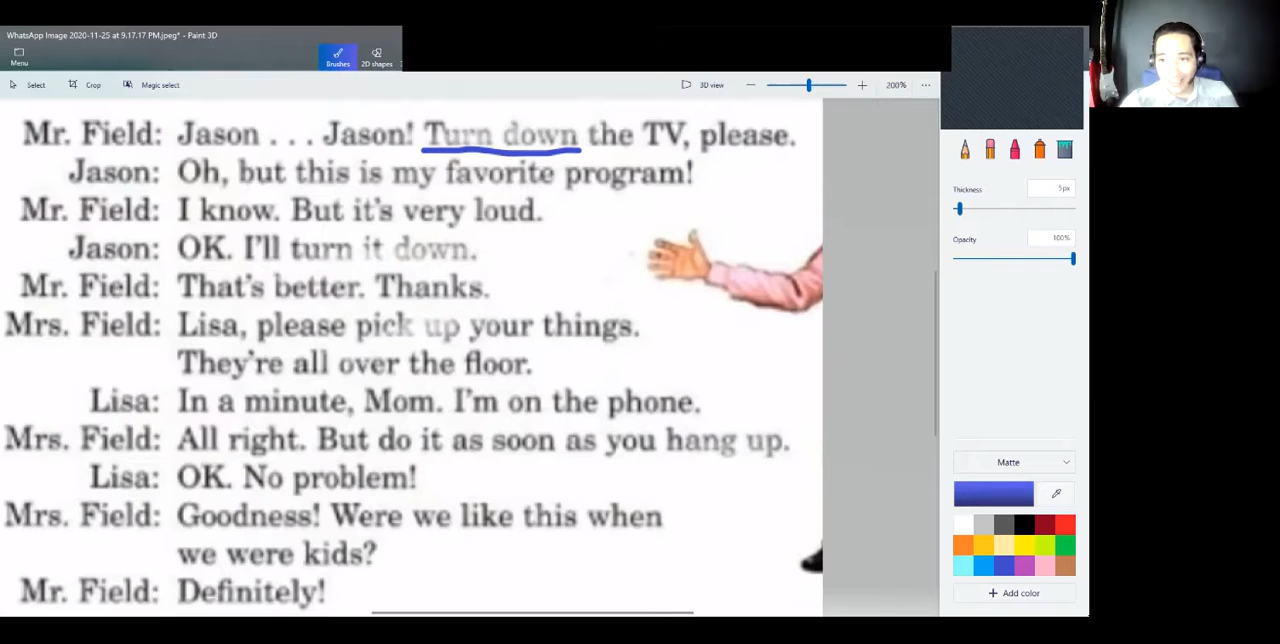 WhatsApp Image 2020-11-25 at 9.17.17 PM.jpeg* - Paint 3D
Menu
Brushes
2D shapes
Select
Crop
Magic select
3D view
200%
Mr. Field: Jason . . . Jason! Turn down the TV, please.
Jason: Oh, but this is my favorite program!
Mr. Field: I know. But it's very loud.
Jason: OK. I'll turn it down.
Mr. Field: That's better. Thanks.
Mrs. Field: Lisa, please pick up your things.
They're all over the floor.
Lisa: In a minute, Mom. I'm on the phone.
Mrs. Field: All right. But do it as soon as you hang up.
Lisa: OK. No problem!
Mrs. Field: Goodness! Were we like this when
we were kids?
Mr. Field: Definitely!
Thickness
5px
Opacity
100%
Matte
+ Add color